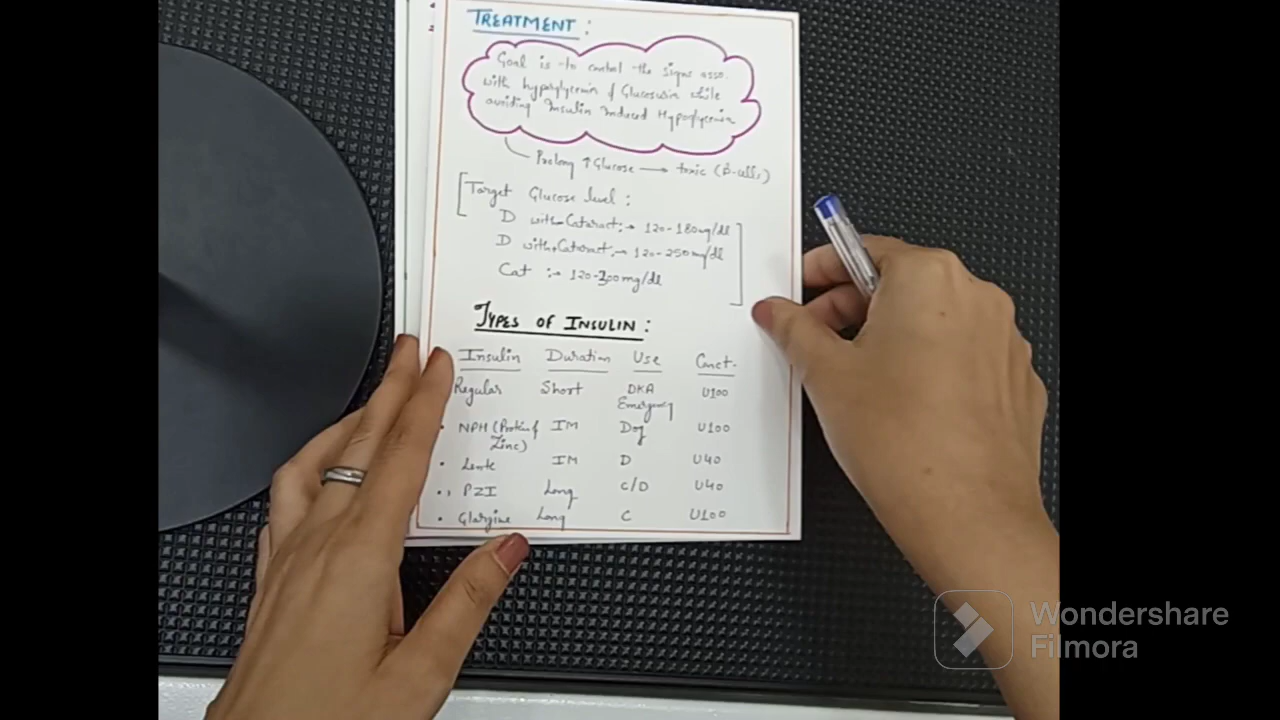 TREATMENT :
Goal is to control the signs asso.
with hyperglycemia & Glucosuria while
avoiding Insulin Induced Hypoglycemia
Prolong ↑ Glucose → toxic (β-cells)
Target Glucose level :
D with Cataract :→ 120-180mg/dl
D without Cataract :→ 120-250mg/dl
Cat :→ 120-300mg/dl
TYPES OF INSULIN :
Insulin Duration Use Conct.
Regular Short DKA U100
Emergency
• NPH (Protein & IM Dog U100
Zinc)
• Lente IM D U40
• PZI Long C/D U40
• Glargine Long C U100
Wondershare
Filmora